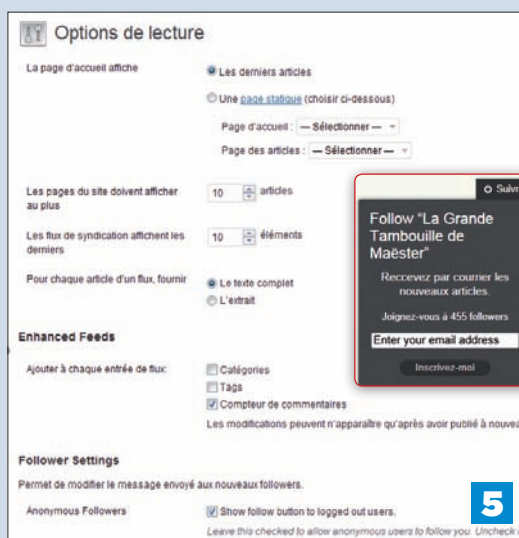 Options de lecture
La page d'accueil affiche
Les derniers articles
Une page statique (choisir ci-dessous)
Page d'accueil : — Sélectionner —
Page des articles : — Sélectionner —
Les pages du site doivent afficher au plus
10 articles
Les flux de syndication affichent les derniers
10 éléments
Pour chaque article d'un flux, fournir
Le texte complet
L'extrait
Enhanced Feeds
Ajouter à chaque entrée de flux:
Catégories
Tags
Compteur de commentaires
Les modifications peuvent n'apparaître qu'après avoir publié à nouvea
Follower Settings
Permet de modifier le message envoyé aux nouveaux followers.
Anonymous Followers
Show follow button to logged out users.
Leave this checked to allow anonymous users to follow you. Uncheck
Suivr
Follow “La Grande
Tambouille de
Maëster”
Reccevez par courrier les
nouveaux articles.
Joignez-vous à 455 followers
Enter your email address
Inscrivez-moi
5